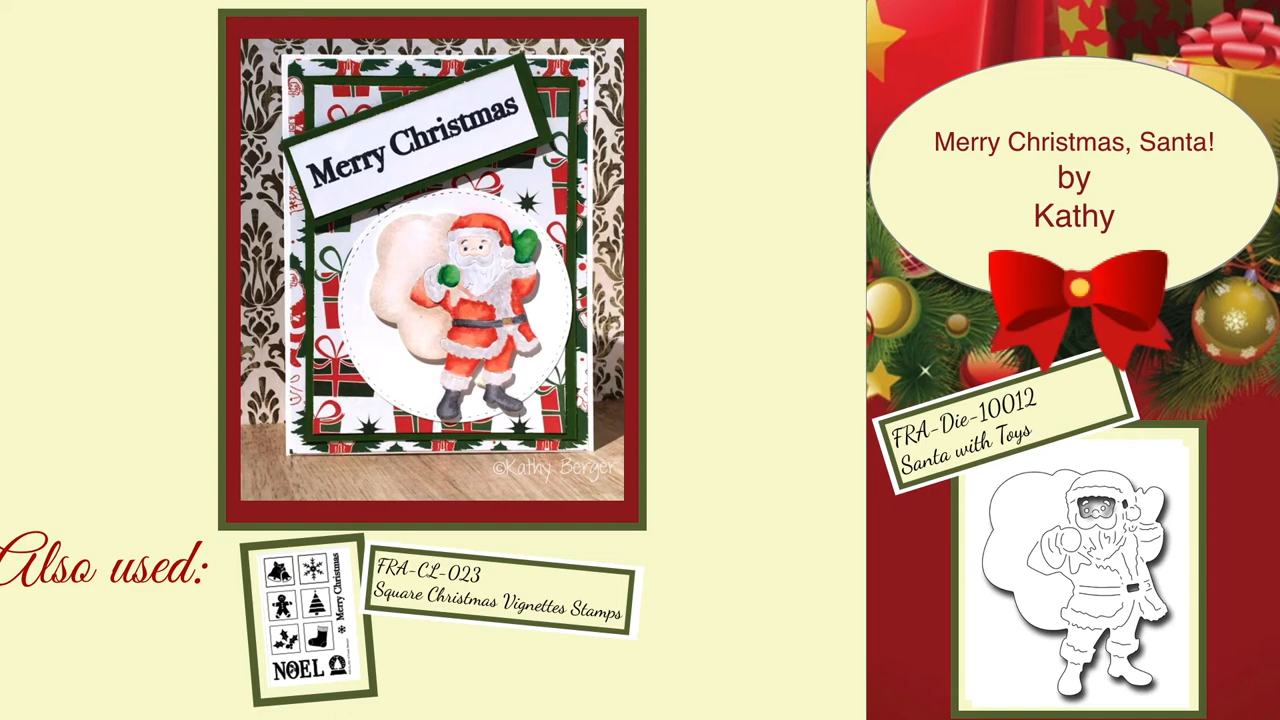 Merry Christmas
©Kathy Berger
Merry Christmas, Santa!
by
Kathy
FRA-Die-10012
Santa with Toys
Also used:
FRA-CL-023
Square Christmas Vignettes Stamps
Merry Christmas
NOEL